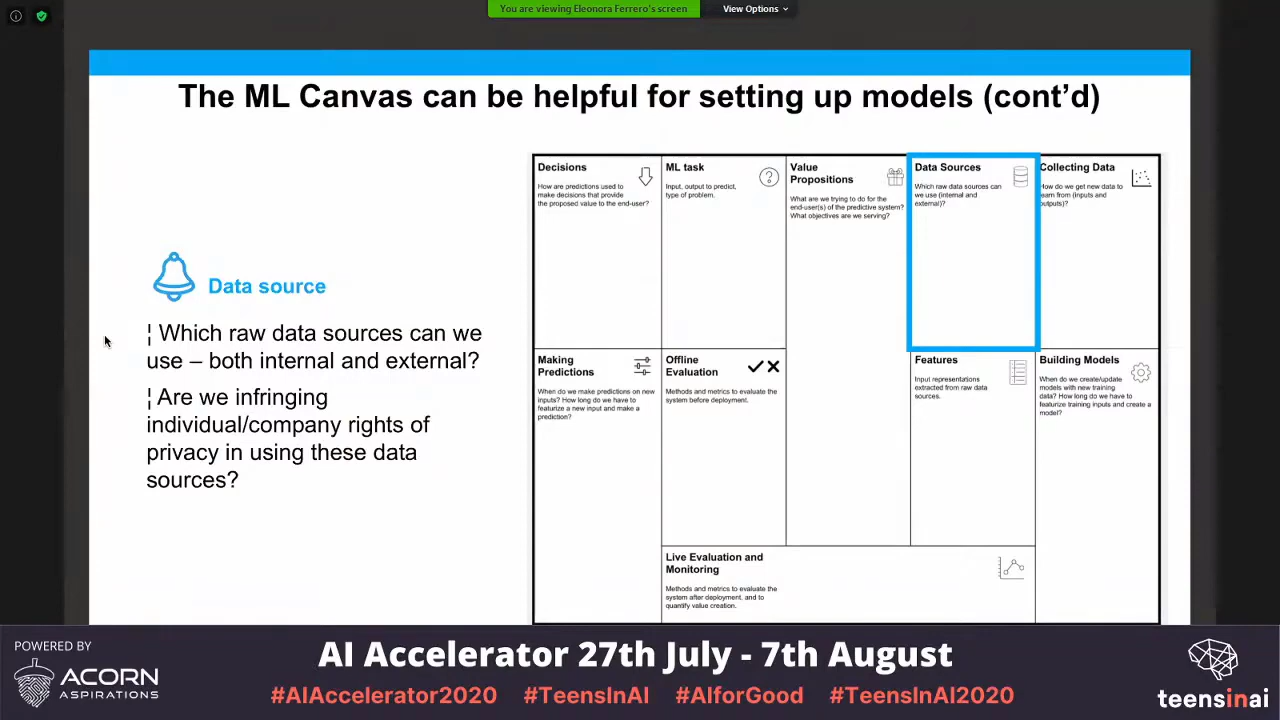 You are viewing Eleonora Ferrero's screen
View Options
The ML Canvas can be helpful for setting up models (cont'd)
Data source
¦ Which raw data sources can we
use – both internal and external?
¦ Are we infringing
individual/company rights of
privacy in using these data
sources?
Decisions
How are predictions used to
make decisions that provide
the proposed value to the end-user?
ML task
Input, output to predict,
type of problem.
Value
Propositions
What are we trying to do for the
end-user(s) of the predictive system?
What objectives are we serving?
Data Sources
Which raw data sources can
we use (internal and
external)?
Collecting Data
How do we get new data to
learn from (inputs and
outputs)?
Making
Predictions
When do we make predictions on new
inputs? How long do we have to
featurize a new input and make a
prediction?
Offline
Evaluation
Methods and metrics to evaluate the
system before deployment.
Features
Input representations
extracted from raw data
sources.
Building Models
When do we create/update
models with new training
data? How long do we have to
featurize training inputs and create a
model?
Live Evaluation and
Monitoring
Methods and metrics to evaluate the
system after deployment, and to
quantify value creation.
POWERED BY
ACORN
ASPIRATIONS
AI Accelerator 27th July - 7th August
#AIAccelerator2020 #TeensInAI #AIforGood #TeensInAI2020
teensinai